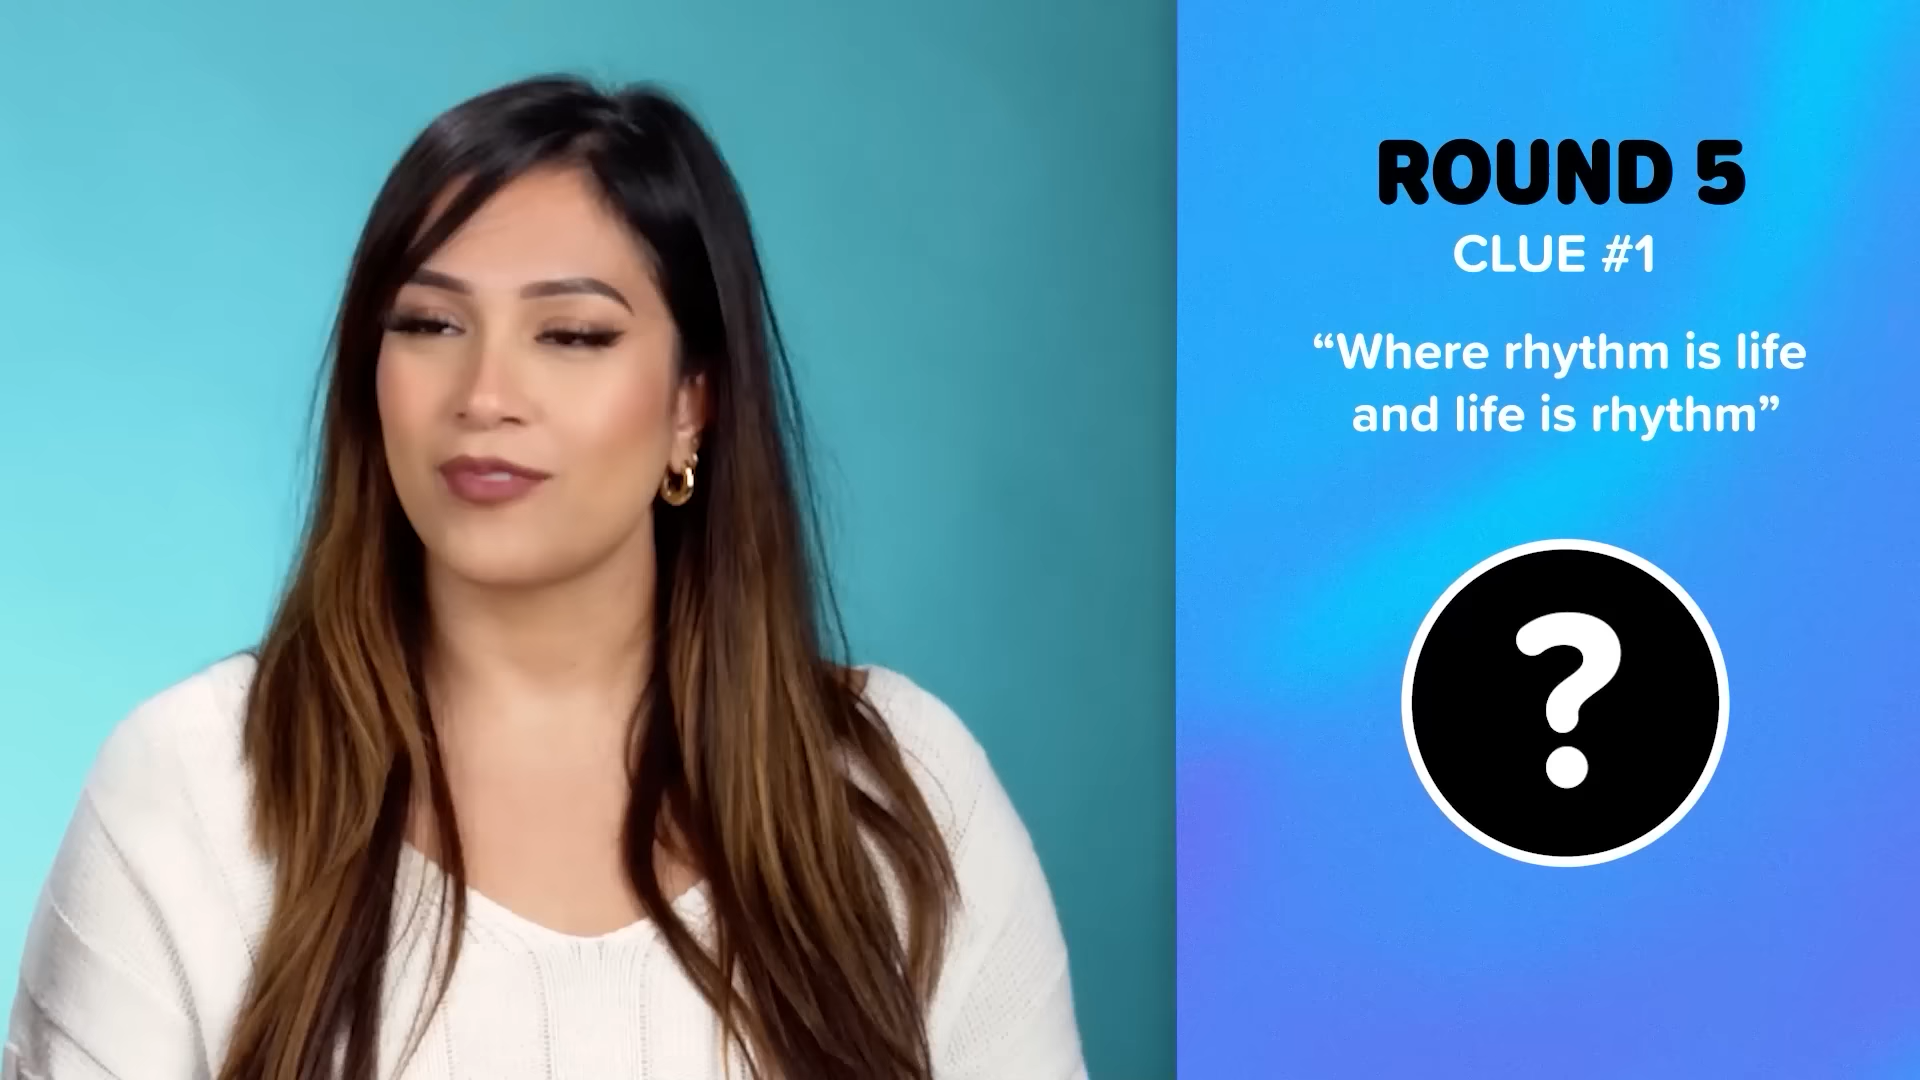 ROUND 5
CLUE #1
“Where rhythm is life
and life is rhythm”
?